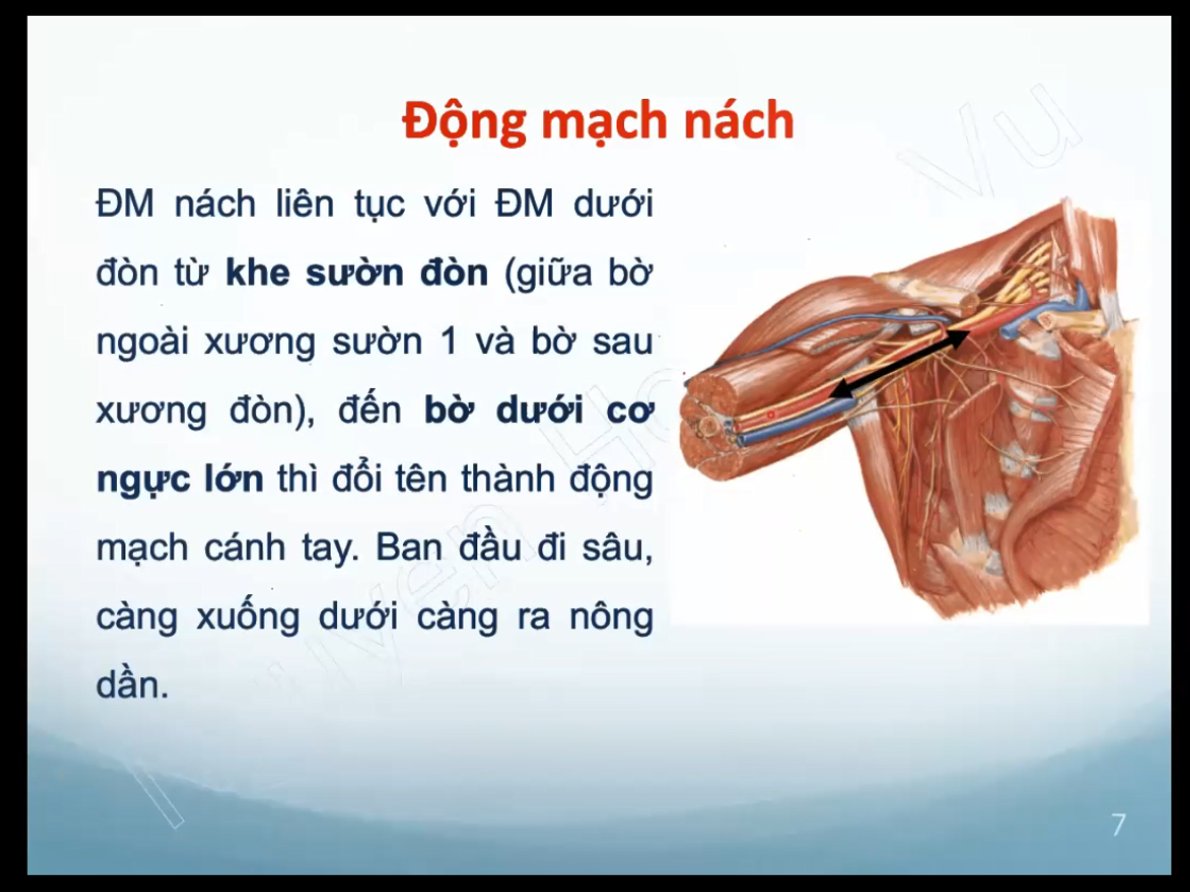 Động mạch nách
ĐM nách liên tục với ĐM dưới
đòn từ khe sườn đòn (giữa bờ
ngoài xương sườn 1 và bờ sau
xương đòn), đến bờ dưới cơ
ngực lớn thì đổi tên thành động
mạch cánh tay. Ban đầu đi sâu,
càng xuống dưới càng ra nông
dần.
7